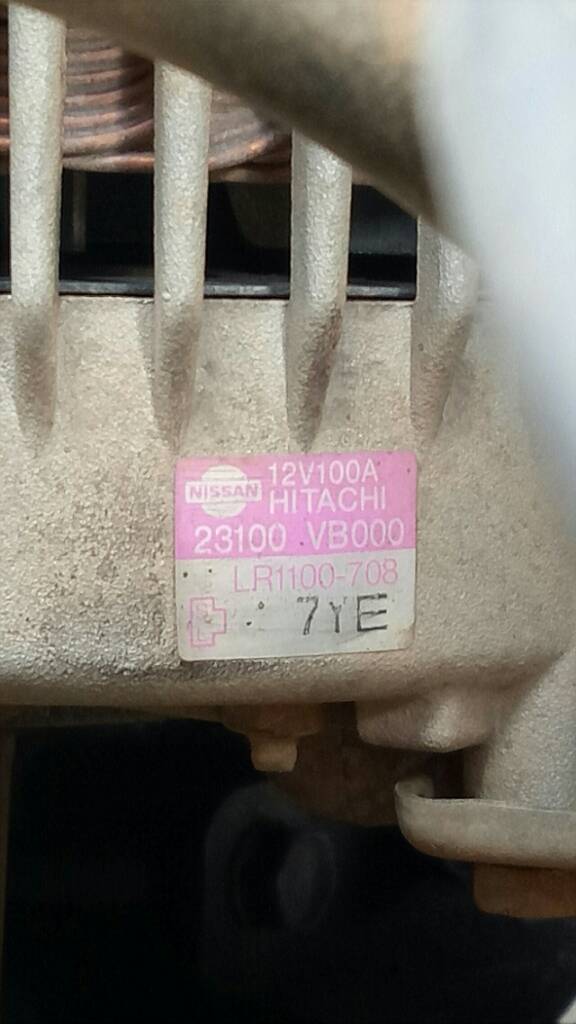 NISSAN
12V100A
HITACHI
23100 VB000
LR1100-708
7YE